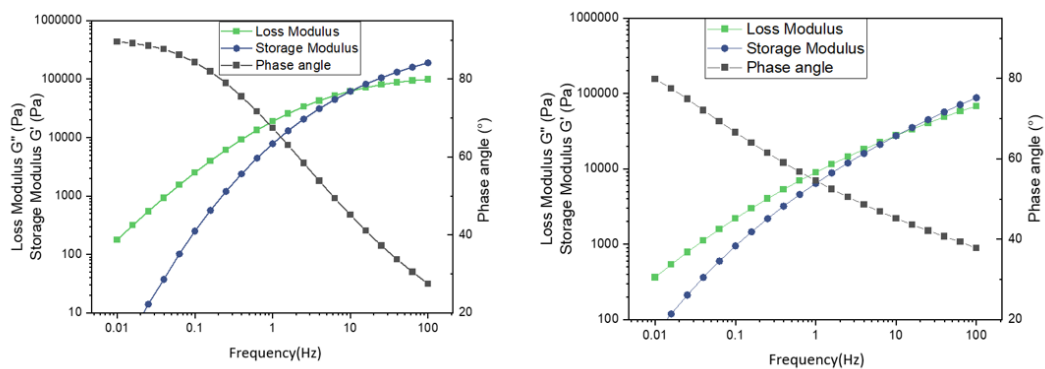 1000000
100000
10000
1000
100
10
Loss Modulus G'' (Pa)
Storage Modulus G' (Pa)
Loss Modulus
Storage Modulus
Phase angle
80
60
40
20
Phase angle (°)
0.01 0.1 1 10 100
Frequency(Hz)
1000000
100000
10000
1000
100
Loss Modulus G'' (Pa)
Storage Modulus G' (Pa)
Loss Modulus
Storage Modulus
Phase angle
80
60
40
20
Phase angle (°)
0.01 0.1 1 10 100
Frequency(Hz)